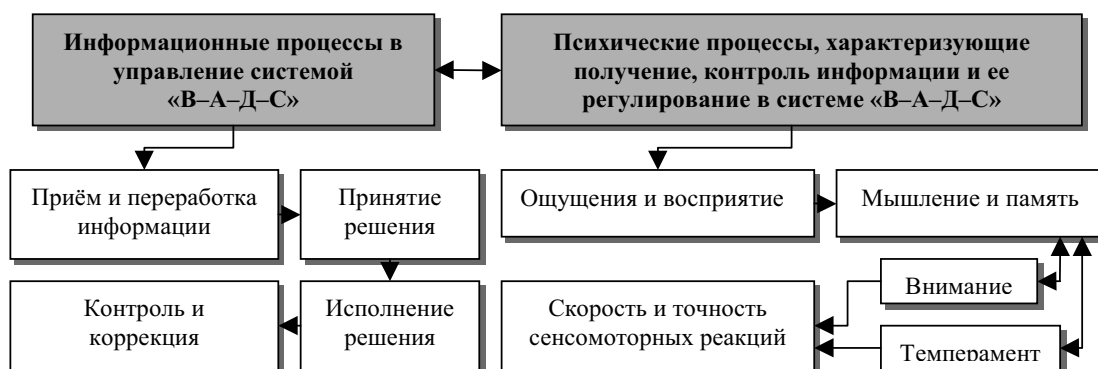 Информационные процессы в
управление системой
«В–А–Д–С»
Психические процессы, характеризующие
получение, контроль информации и ее
регулирование в системе «В–А–Д–С»
Приём и переработка
информации
Принятие
решения
Ощущения и восприятие
Мышление и память
Контроль и
коррекция
Исполнение
решения
Скорость и точность
сенсомоторных реакций
Внимание
Темперамент